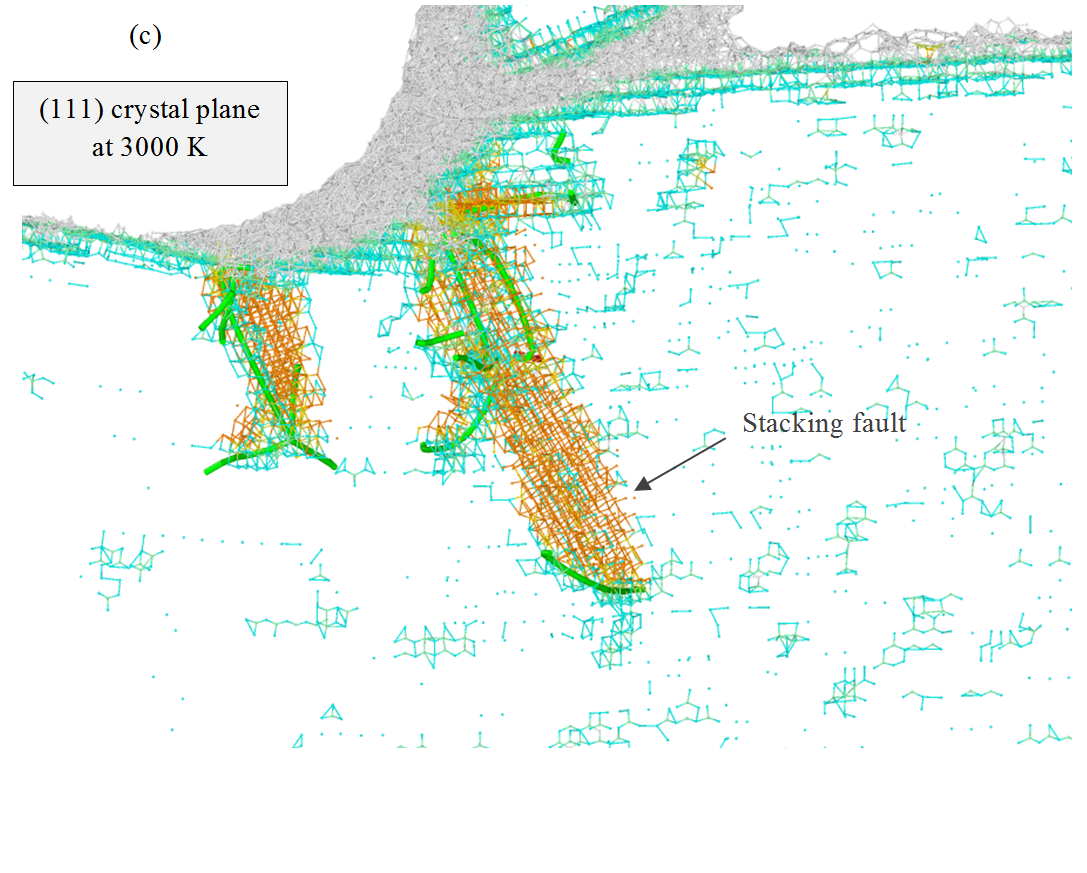 (c)
(111) crystal plane
at 3000 K
Stacking fault